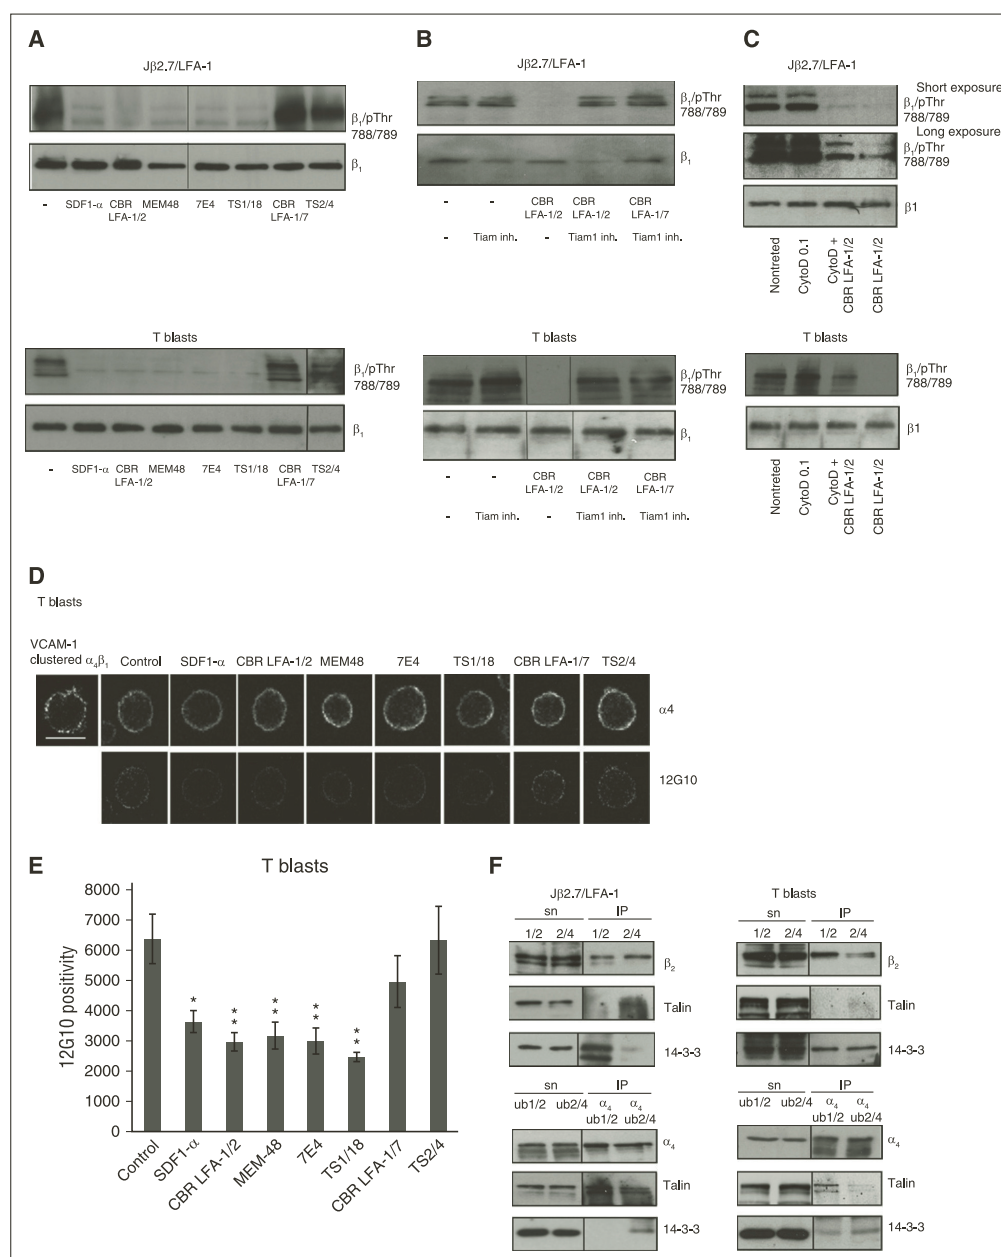 A
Jβ2.7/LFA-1
β1/pThr
788/789
β1
- SDF1-α CBR LFA-1/2 MEM48 7E4 TS1/18 CBR LFA-1/7 TS2/4
T blasts
β1/pThr
788/789
β1
- SDF1-α CBR LFA-1/2 MEM48 7E4 TS1/18 CBR LFA-1/7 TS2/4
B
Jβ2.7/LFA-1
β1/pThr
788/789
β1
- - CBR LFA-1/2 CBR LFA-1/2 CBR LFA-1/7
- Tiam inh. - Tiam1 inh. Tiam1 inh.
T blasts
β1/pThr
788/789
β1
- - CBR LFA-1/2 CBR LFA-1/2 CBR LFA-1/7
- Tiam inh. - Tiam1 inh. Tiam1 inh.
C
Jβ2.7/LFA-1
Short exposure
β1/pThr
788/789
Long exposure
β1/pThr
788/789
β1
Nontreted
CytoD 0.1
CytoD +
CBR LFA-1/2
CBR LFA-1/2
T blasts
β1/pThr
788/789
β1
Nontreted
CytoD 0.1
CytoD +
CBR LFA-1/2
CBR LFA-1/2
D
T blasts
VCAM-1
clustered α4β1 Control SDF1-α CBR LFA-1/2 MEM48 7E4 TS1/18 CBR LFA-1/7 TS2/4
α4
12G10
E
T blasts
12G10 positivity
8000
7000
6000
5000
4000
3000
2000
1000
0
* ** ** ** **
Control SDF1-α CBR LFA-1/2 MEM-48 7E4 TS1/18 CBR LFA-1/7 TS2/4
F
Jβ2.7/LFA-1
sn IP
1/2 2/4 1/2 2/4
β2
Talin
14-3-3
sn IP
ub1/2 ub2/4 α4 ub1/2 α4 ub2/4
α4
Talin
14-3-3
T blasts
sn IP
1/2 2/4 1/2 2/4
β2
Talin
14-3-3
sn IP
ub1/2 ub2/4 α4 ub1/2 α4 ub2/4
α4
Talin
14-3-3